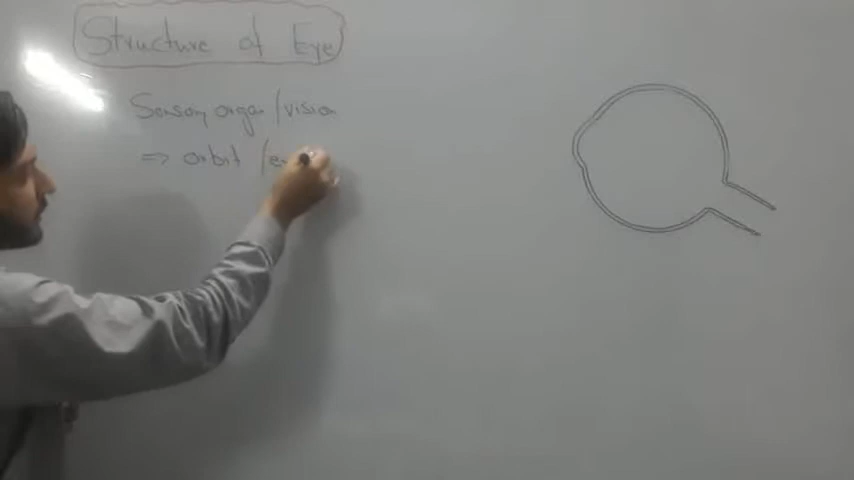 Structure of Eye
Sensory organ/vision
=> orbit /e